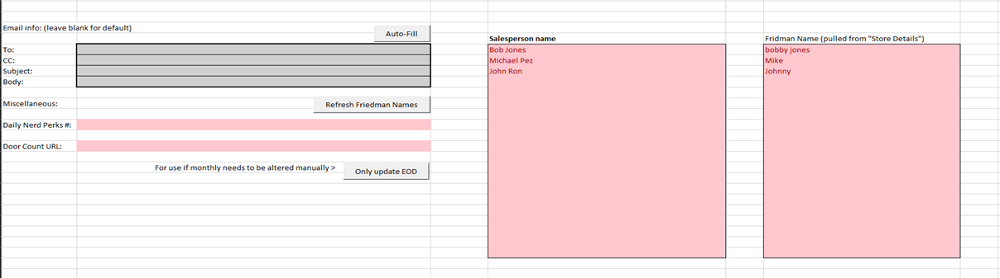 Email info: (leave blank for default)
Auto-Fill
To:
CC:
Subject:
Body:
Miscellaneous:
Refresh Friedman Names
Daily Nerd Perks #:
Door Count URL:
For use if monthly needs to be altered manually >
Only update EOD
Salesperson name
Bob Jones
Michael Pez
John Ron
Fridman Name (pulled from "Store Details")
bobby jones
Mike
Johnny